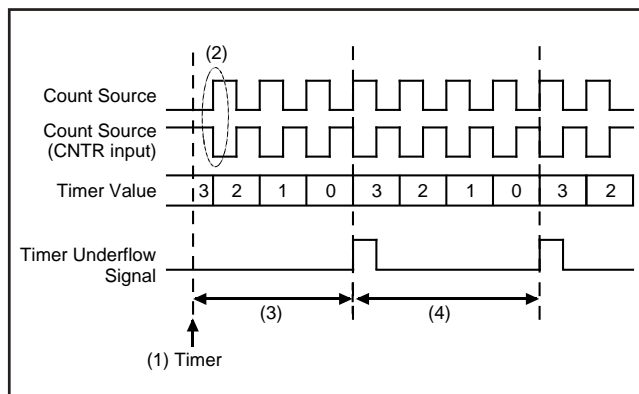 (2)
Count Source
Count Source
(CNTR input)
Timer Value 3 2 1 0 3 2 1 0 3 2
Timer Underflow
Signal
(3) (4)
(1) Timer